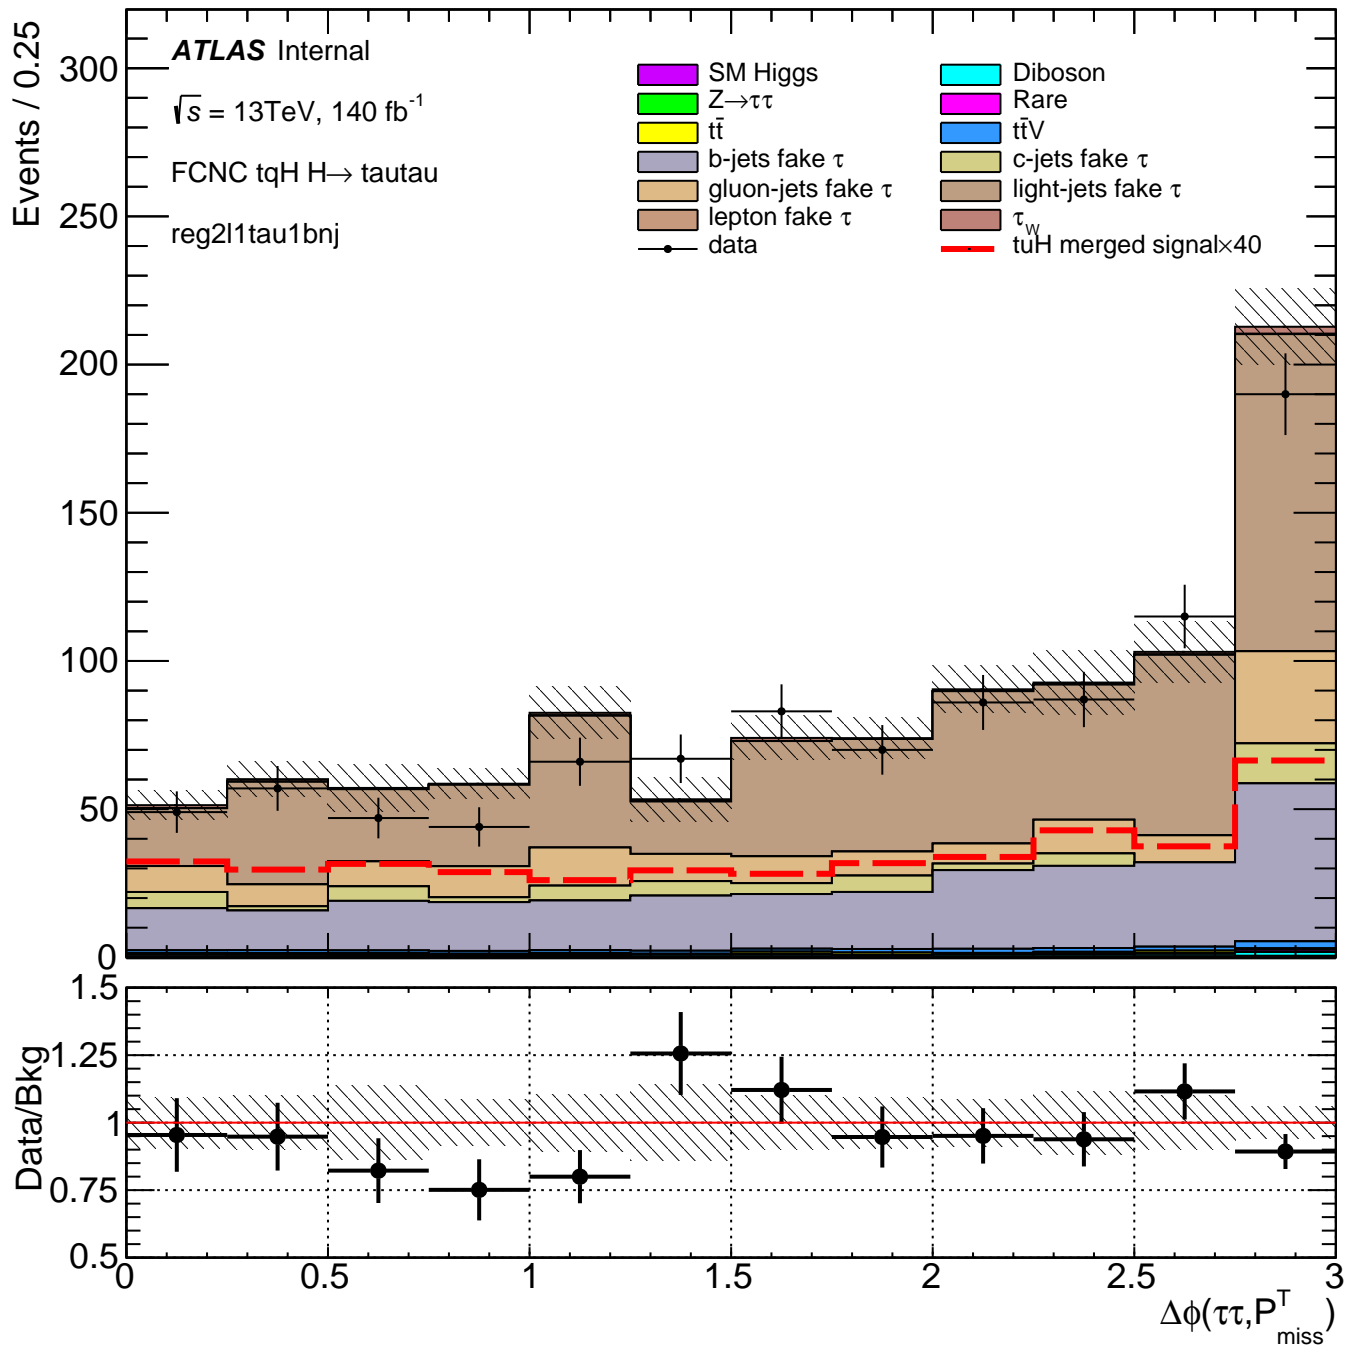 Events / 0.25
300
250
200
150
100
50
0
ATLAS Internal
√s = 13TeV, 140 fb⁻¹
FCNC tqH H→ tautau
reg2l1tau1bnj
SM Higgs
Diboson
Z→ττ
Rare
tt̄
tt̄V
b-jets fake τ
c-jets fake τ
gluon-jets fake τ
light-jets fake τ
lepton fake τ
τ_W
data
tuH merged signal×40
Data/Bkg
1.5
1.25
1
0.75
0.5
0 0.5 1 1.5 2 2.5 3
Δϕ(ττ,P^T_miss)